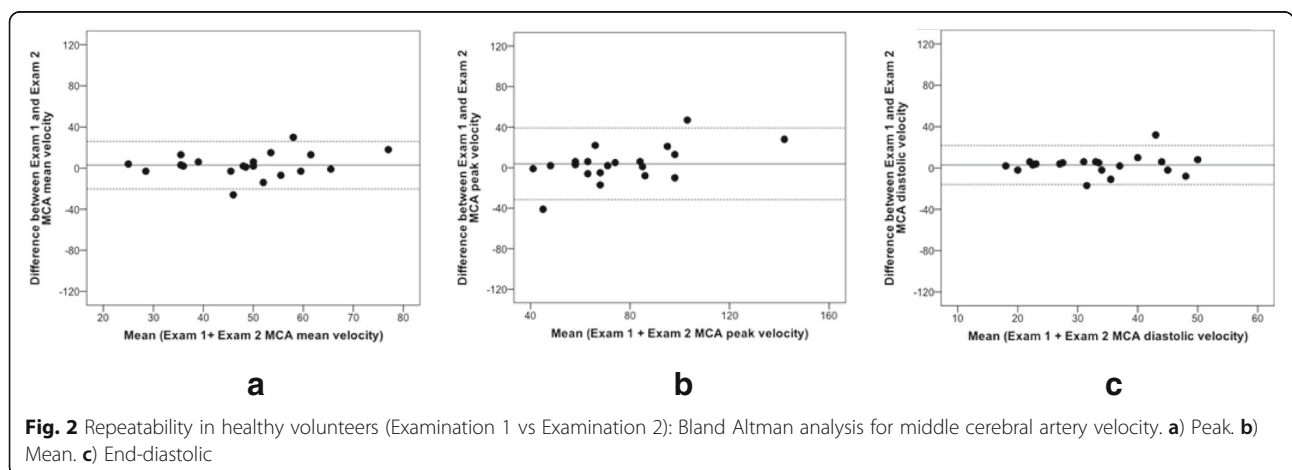 Difference between Exam 1 and Exam 2
MCA mean velocity
120
80
40
0
-40
-80
-120
20 30 40 50 60 70 80
Mean (Exam 1+ Exam 2 MCA mean velocity)
a
Difference between Exam 1 and Exam 2
MCA peak velocity
120
80
40
0
-40
-80
-120
40 80 120 160
Mean (Exam 1 + Exam 2 MCA peak velocity)
b
Difference between Exam 1 and Exam 2
MCA diastolic velocity
120
80
40
0
-40
-80
-120
10 20 30 40 50 60
Mean (Exam 1 + Exam 2 MCA diastolic velocity)
c
Fig. 2 Repeatability in healthy volunteers (Examination 1 vs Examination 2): Bland Altman analysis for middle cerebral artery velocity. a) Peak. b)
Mean. c) End-diastolic